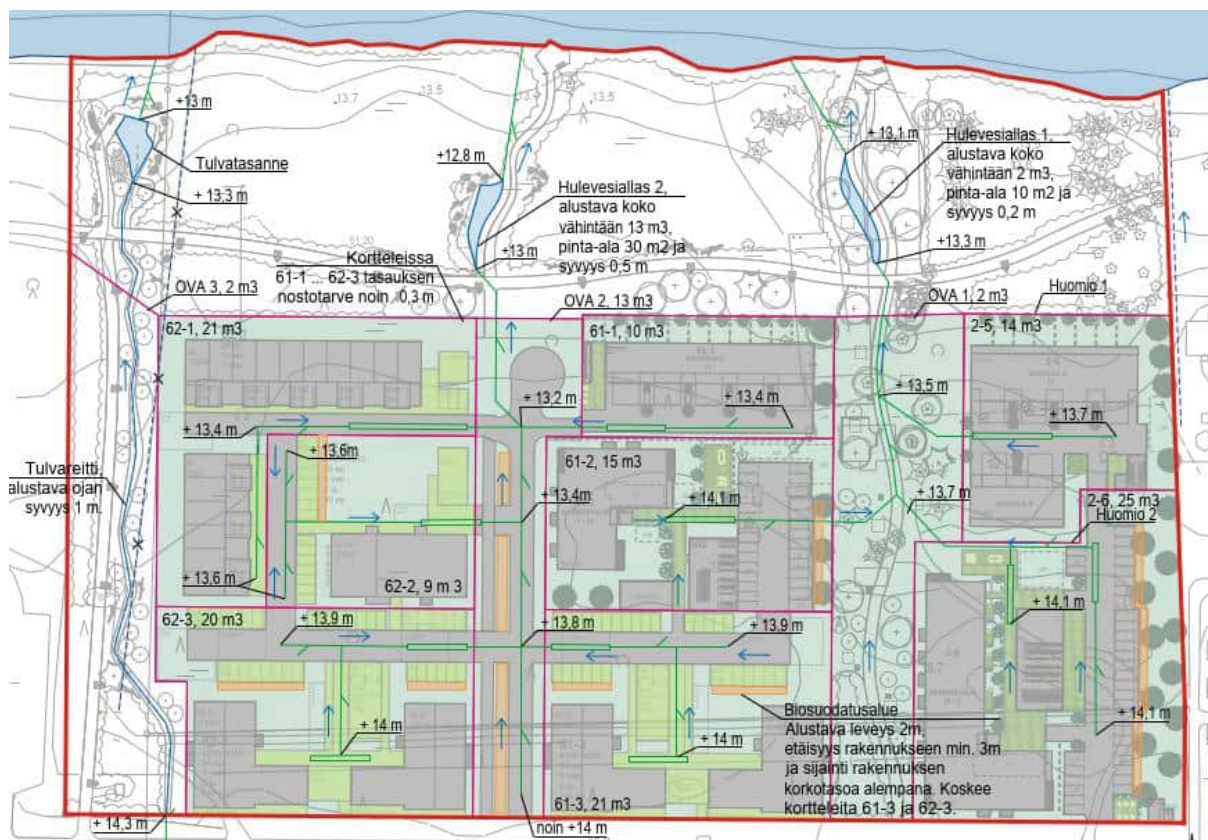 13.7
13.5
13.5
+13 m
Tulvatasanne
+ 13,3 m
+12,8 m
Hulevesiallas 2,
alustava koko
vähintään 13 m3,
pinta-ala 30 m2 ja
syvyys 0,5 m
+13 m
+ 13,1 m
Hulevesiallas 1,
alustava koko
vähintään 2 m3,
pinta-ala 10 m2 ja
syvyys 0,2 m
+13,3 m
Kortteleissa
61-1 ... 62-3 tasauksen
nostotarve noin 0,3 m
OVA 3, 2 m3
OVA 2, 13 m3
OVA 1, 2 m3
Huomio 1
62-1, 21 m3
61-1, 10 m3
2-5, 14 m3
+ 13,2 m
+ 13,4 m
+ 13,5 m
+ 13,4 m
+ 13,7 m
+ 13,6m
61-2, 15 m3
Tulvareitti,
alustava ojan
syvyys 1 m.
+ 13,4m
+ 14,1 m
+ 13,7 m
2-6, 25 m3
Huomio 2
+ 13,6 m
62-2, 9 m 3
62-3, 20 m3
+ 13,9 m
+ 13,8 m
+ 13,9 m
+ 14,1 m
Biosuodatusalue
Alustava leveys 2m,
etäisyys rakennukseen min. 3m
ja sijainti rakennuksen
korkotasoa alempana. Koskee
kortteleita 61-3 ja 62-3.
+ 14 m
+ 14 m
+ 14,1 m
61-3, 21 m3
+ 14,3 m
noin +14 m